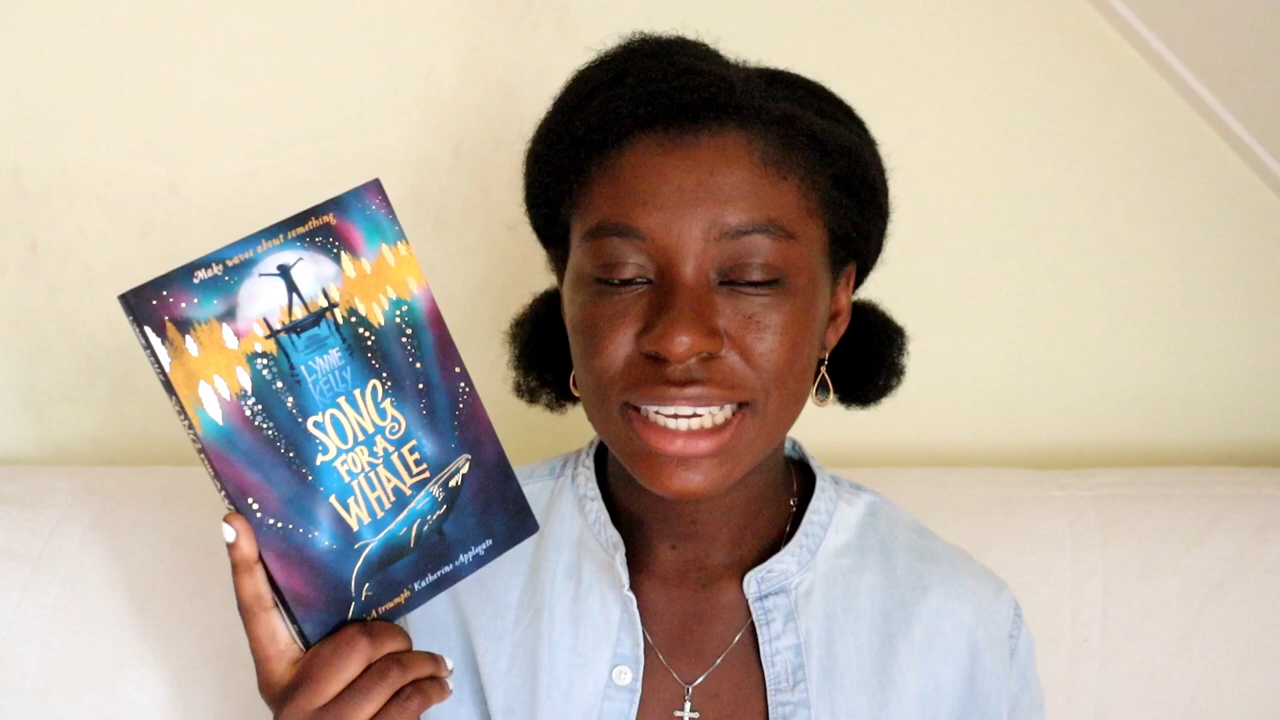 Make waves about something
LYNNE
KELLY
SONG
FOR A
WHALE
'A triumph' Katherine Applegate